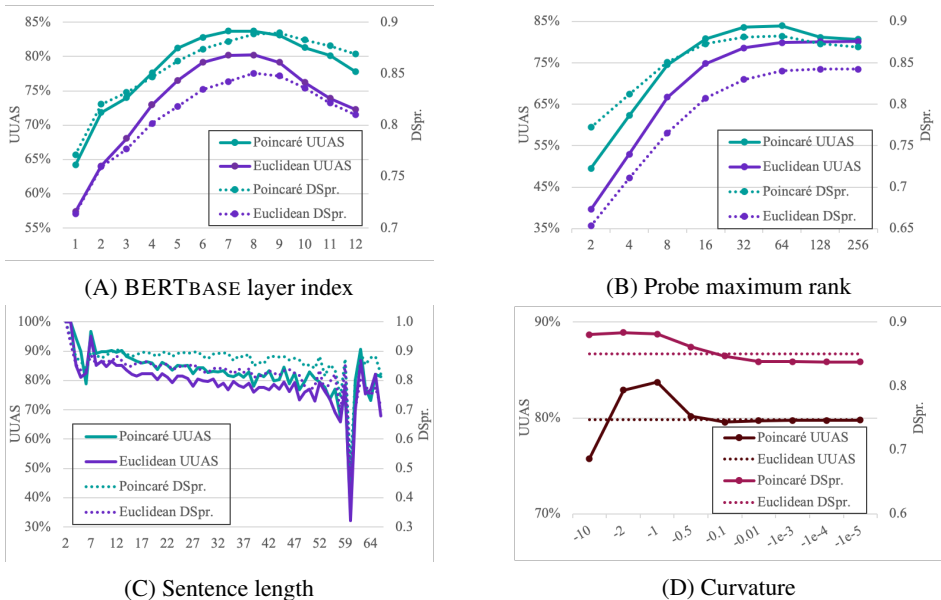 85%
80%
75%
70%
65%
60%
55%
UUAS
0.9
0.85
0.8
0.75
0.7
DSpr.
Poincaré UUAS
Euclidean UUAS
Poincaré DSpr.
Euclidean DSpr.
1 2 3 4 5 6 7 8 9 10 11 12
(A) BERTBASE layer index
85%
75%
65%
55%
45%
35%
UUAS
0.9
0.85
0.8
0.75
0.7
0.65
DSpr.
Poincaré UUAS
Euclidean UUAS
Poincaré DSpr.
Euclidean DSpr.
2 4 8 16 32 64 128 256
(B) Probe maximum rank
100%
90%
80%
70%
60%
50%
40%
30%
UUAS
1.0
0.9
0.8
0.7
0.6
0.5
0.4
0.3
DSpr.
Poincaré UUAS
Euclidean UUAS
Poincaré DSpr.
Euclidean DSpr.
2 7 12 17 22 27 32 37 42 47 52 59 64
(C) Sentence length
90%
80%
70%
UUAS
0.9
0.8
0.7
0.6
DSpr.
Poincaré UUAS
Euclidean UUAS
Poincaré DSpr.
Euclidean DSpr.
-10 -2 -1 -0.5 -0.1 -0.01 -1e-3 -1e-4 -1e-5
(D) Curvature